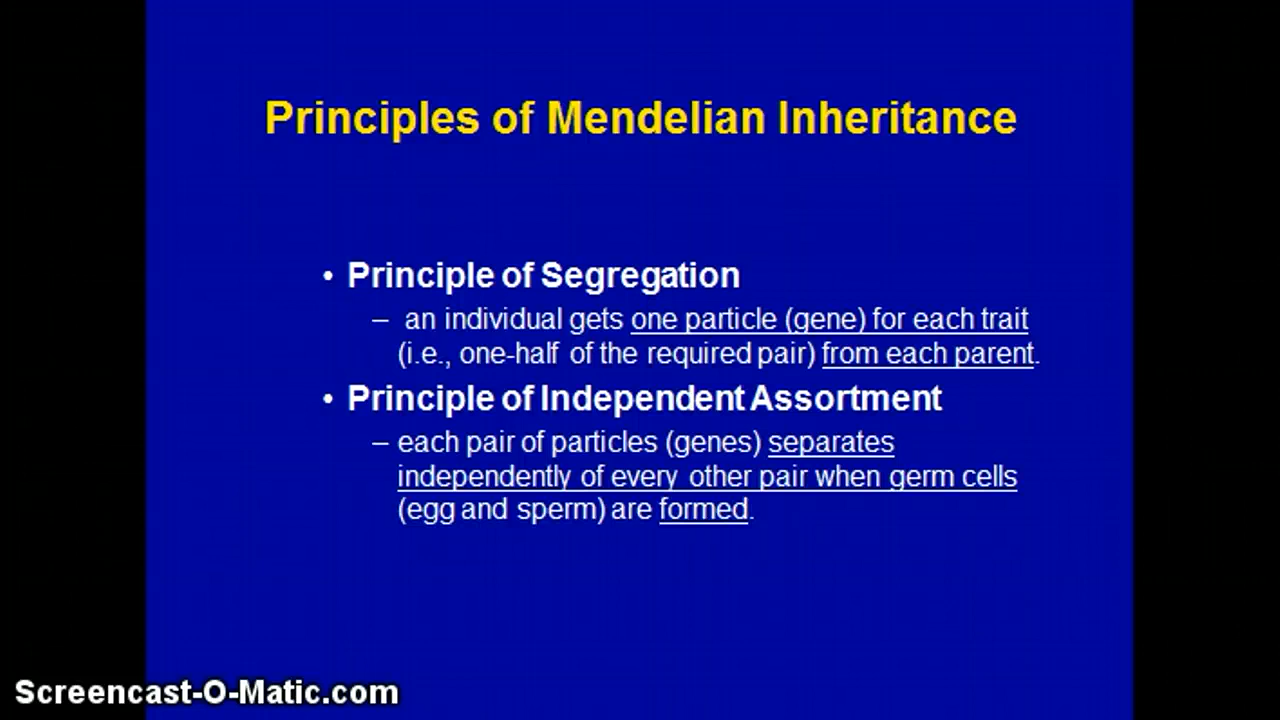 Principles of Mendelian Inheritance
• Principle of Segregation
– an individual gets one particle (gene) for each trait
(i.e., one-half of the required pair) from each parent.
• Principle of Independent Assortment
– each pair of particles (genes) separates
independently of every other pair when germ cells
(egg and sperm) are formed.
Screencast-O-Matic.com